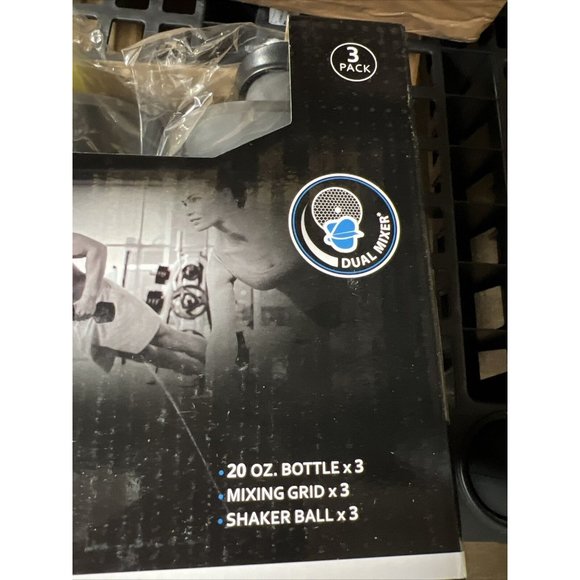 3
PACK
DUAL MIXER®
• 20 OZ. BOTTLE x 3
• MIXING GRID x 3
• SHAKER BALL x 3